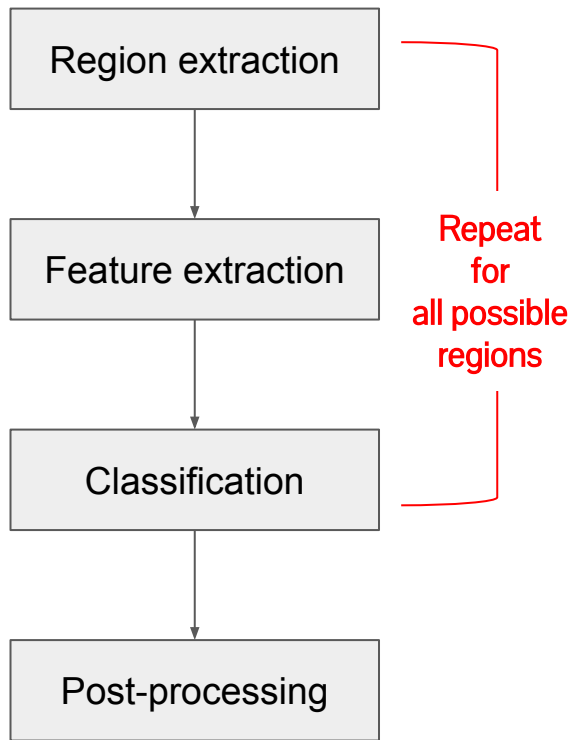 Region extraction
Feature extraction
Repeat
for
all possible
regions
Classification
Post-processing